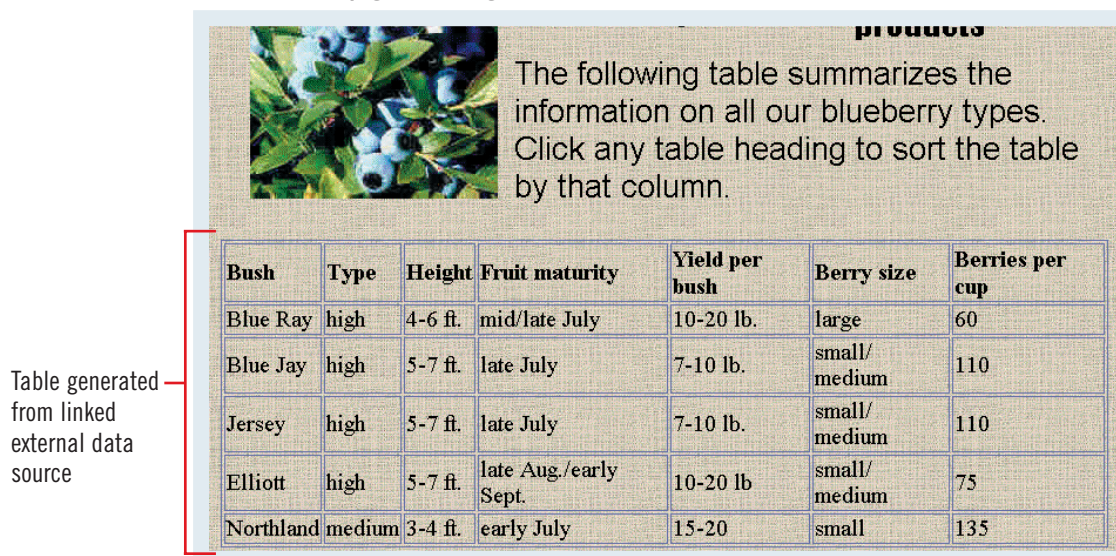 products
The following table summarizes the
information on all our blueberry types.
Click any table heading to sort the table
by that column.
Bush Type Height Fruit maturity Yield per bush Berry size Berries per cup
Blue Ray high 4-6 ft. mid/late July 10-20 lb. large 60
Blue Jay high 5-7 ft. late July 7-10 lb. small/ medium 110
Jersey high 5-7 ft. late July 7-10 lb. small/ medium 110
Elliott high 5-7 ft. late Aug./early Sept. 10-20 lb small/ medium 75
Northland medium 3-4 ft. early July 15-20 small 135
Table generated
from linked
external data
source